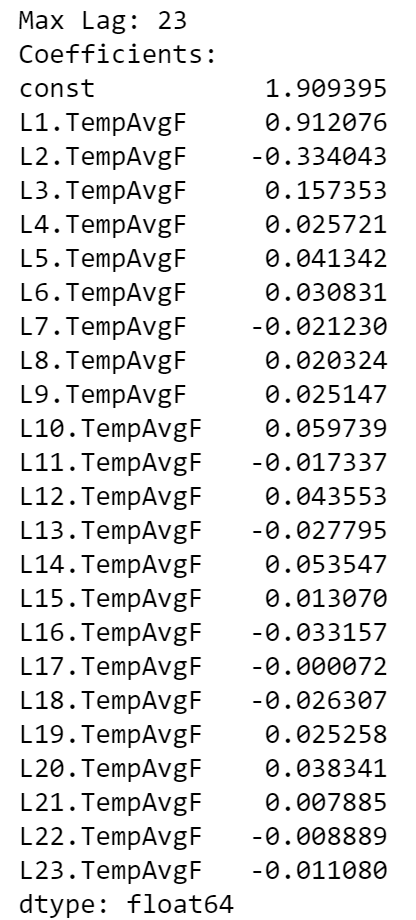 Max Lag: 23
Coefficients:
const 1.909395
L1.TempAvgF 0.912076
L2.TempAvgF -0.334043
L3.TempAvgF 0.157353
L4.TempAvgF 0.025721
L5.TempAvgF 0.041342
L6.TempAvgF 0.030831
L7.TempAvgF -0.021230
L8.TempAvgF 0.020324
L9.TempAvgF 0.025147
L10.TempAvgF 0.059739
L11.TempAvgF -0.017337
L12.TempAvgF 0.043553
L13.TempAvgF -0.027795
L14.TempAvgF 0.053547
L15.TempAvgF 0.013070
L16.TempAvgF -0.033157
L17.TempAvgF -0.000072
L18.TempAvgF -0.026307
L19.TempAvgF 0.025258
L20.TempAvgF 0.038341
L21.TempAvgF 0.007885
L22.TempAvgF -0.008889
L23.TempAvgF -0.011080
dtype: float64